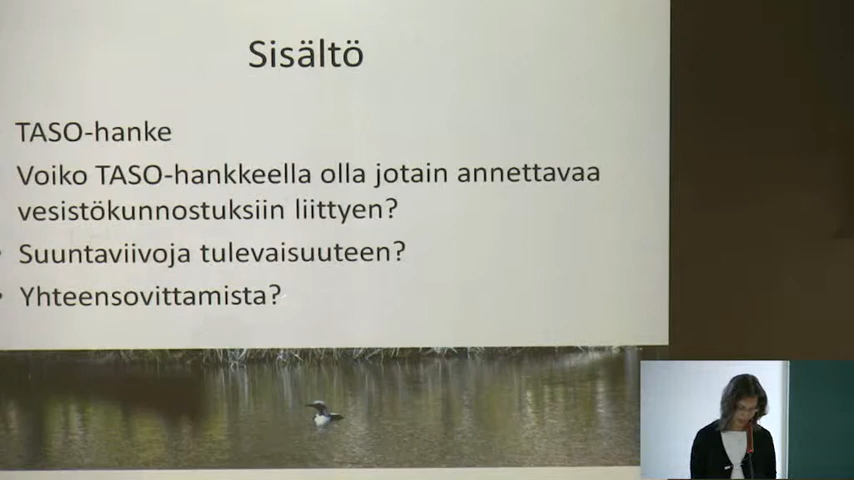 Sisältö
TASO-hanke
Voiko TASO-hankkeella olla jotain annettavaa
vesistökunnostuksiin liittyen?
• Suuntaviivoja tulevaisuuteen?
• Yhteensovittamista?